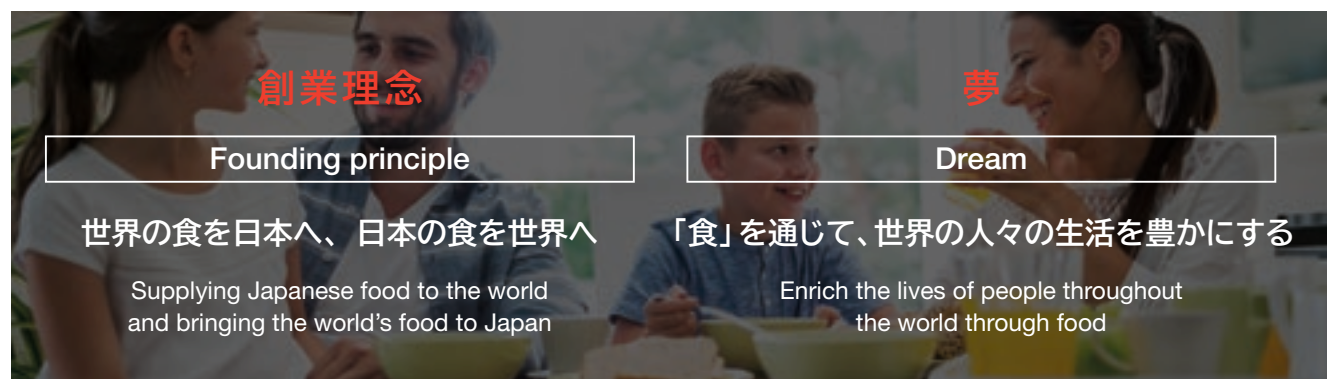 創業理念
Founding principle
世界の食を日本へ、日本の食を世界へ
Supplying Japanese food to the world
and bringing the world’s food to Japan
夢
Dream
「食」を通じて、世界の人々の生活を豊かにする
Enrich the lives of people throughout
the world through food